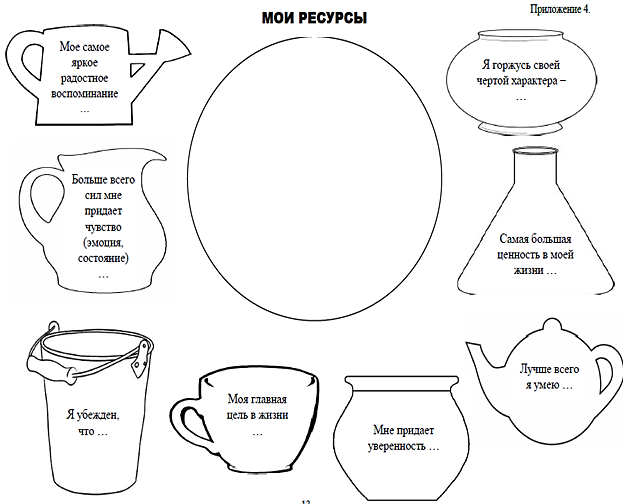 Приложение 4.
МОИ РЕСУРСЫ
Мое самое
яркое
радостное
воспоминание
…
Я горжусь своей
чертой характера –
…
Больше всего
сил мне
придает
чувство
(эмоция,
состояние)
…
Самая большая
ценность в моей
жизни …
Я убежден,
что …
Моя главная
цель в жизни
…
Мне придает
уверенность …
Лучше всего
я умею …